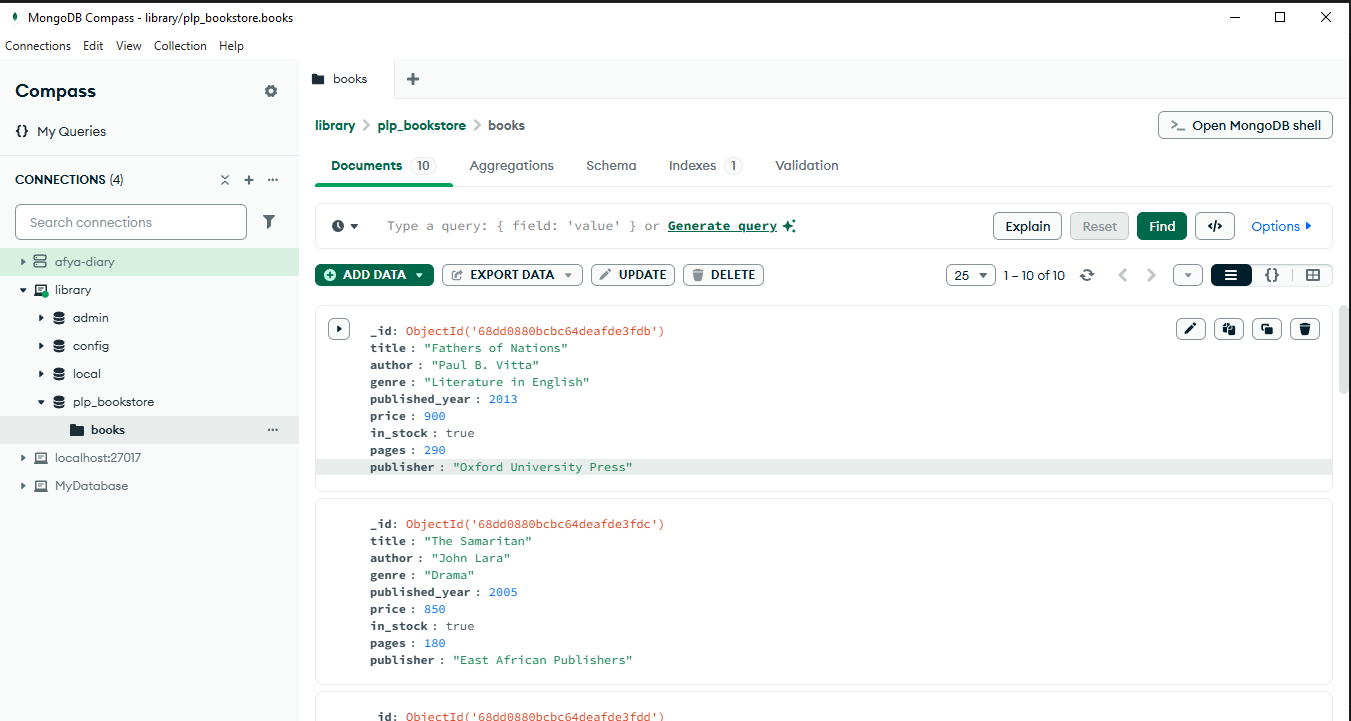 MongoDB Compass - library/plp_bookstore.books
Connections Edit View Collection Help
Compass
{} My Queries
CONNECTIONS (4)
Search connections
afya-diary
library
admin
config
local
plp_bookstore
books
localhost:27017
MyDatabase
books
library > plp_bookstore > books
>_ Open MongoDB shell
Documents 10 Aggregations Schema Indexes 1 Validation
Type a query: { field: 'value' } or Generate query
Explain Reset Find </> Options
ADD DATA EXPORT DATA UPDATE DELETE
25 1 – 10 of 10 {}
_id: ObjectId('68dd0880bcbc64deafde3fdb')
title : "Fathers of Nations"
author : "Paul B. Vitta"
genre : "Literature in English"
published_year : 2013
price : 900
in_stock : true
pages : 290
publisher : "Oxford University Press"
_id: ObjectId('68dd0880bcbc64deafde3fdc')
title : "The Samaritan"
author : "John Lara"
genre : "Drama"
published_year : 2005
price : 850
in_stock : true
pages : 180
publisher : "East African Publishers"
_id: ObjectId('68dd0880bcbc64deafde3fdd')